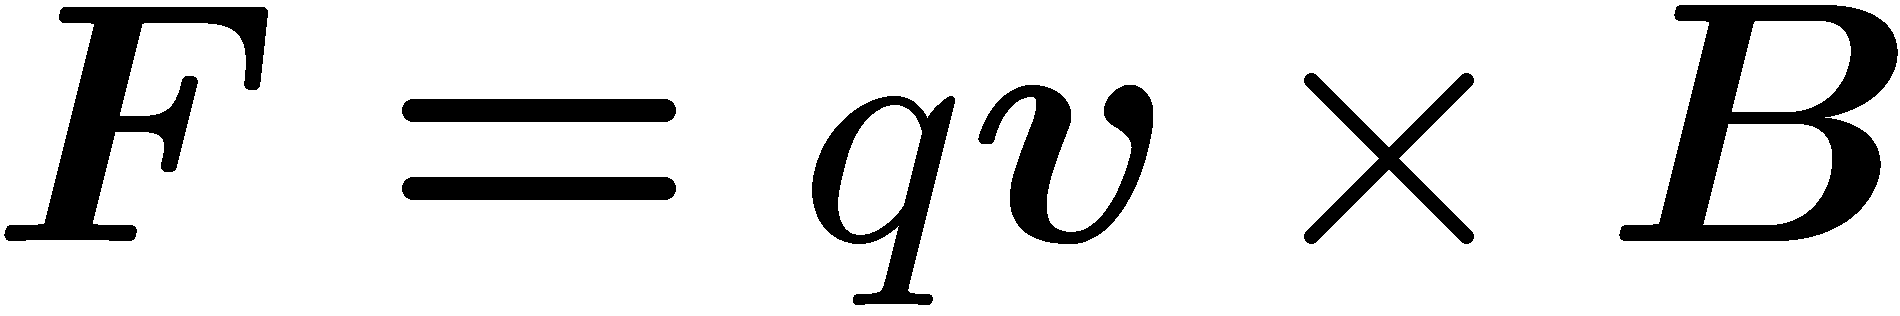 F = qv × B